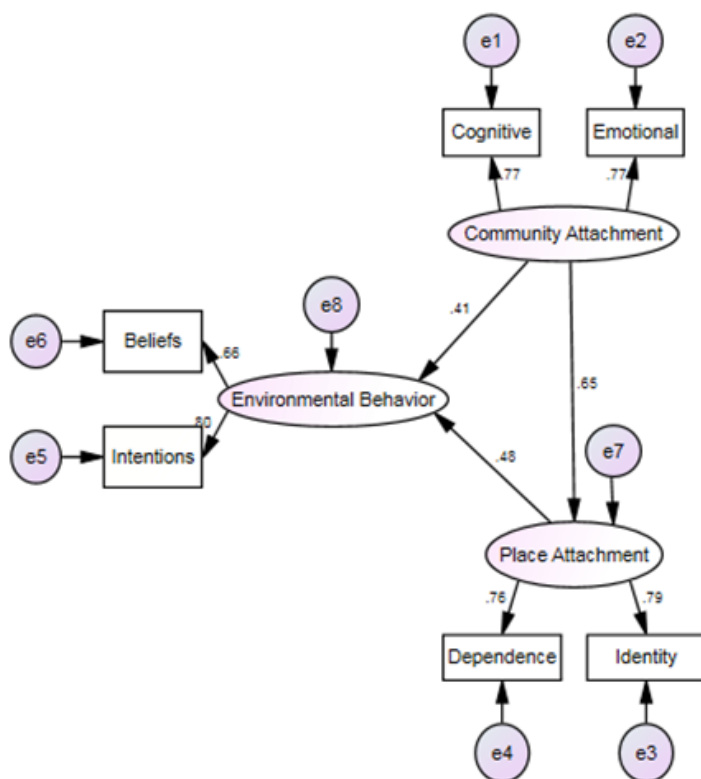 e1
e2
Cognitive
Emotional
.77
.77
Community Attachment
e8
.41
e6
Beliefs
.66
.65
Environmental Behavior
.80
e5
Intentions
.48
e7
Place Attachment
.76
.79
Dependence
Identity
e4
e3